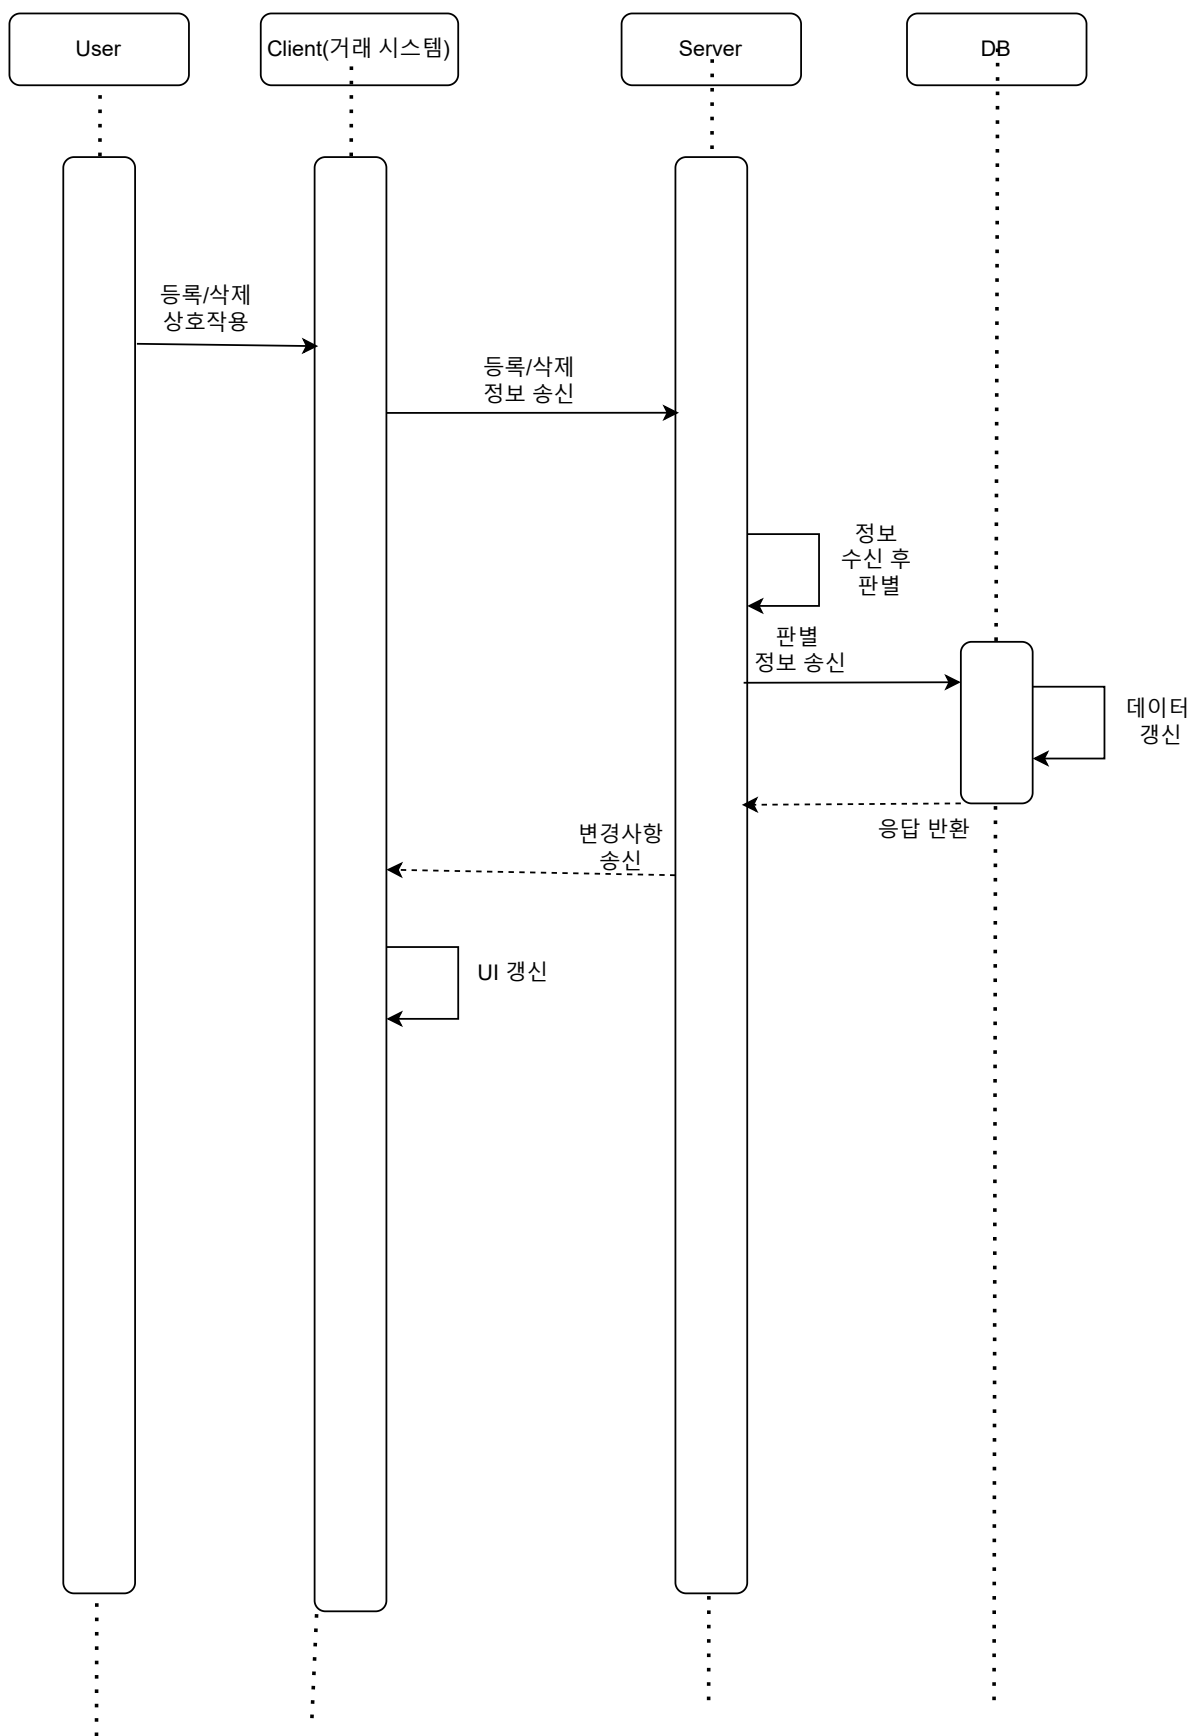 User
Client(거래 시스템)
Server
DB
등록/삭제
상호작용
등록/삭제
정보 송신
정보
수신 후
판별
판별
정보 송신
데이터
갱신
응답 반환
변경사항
송신
UI 갱신